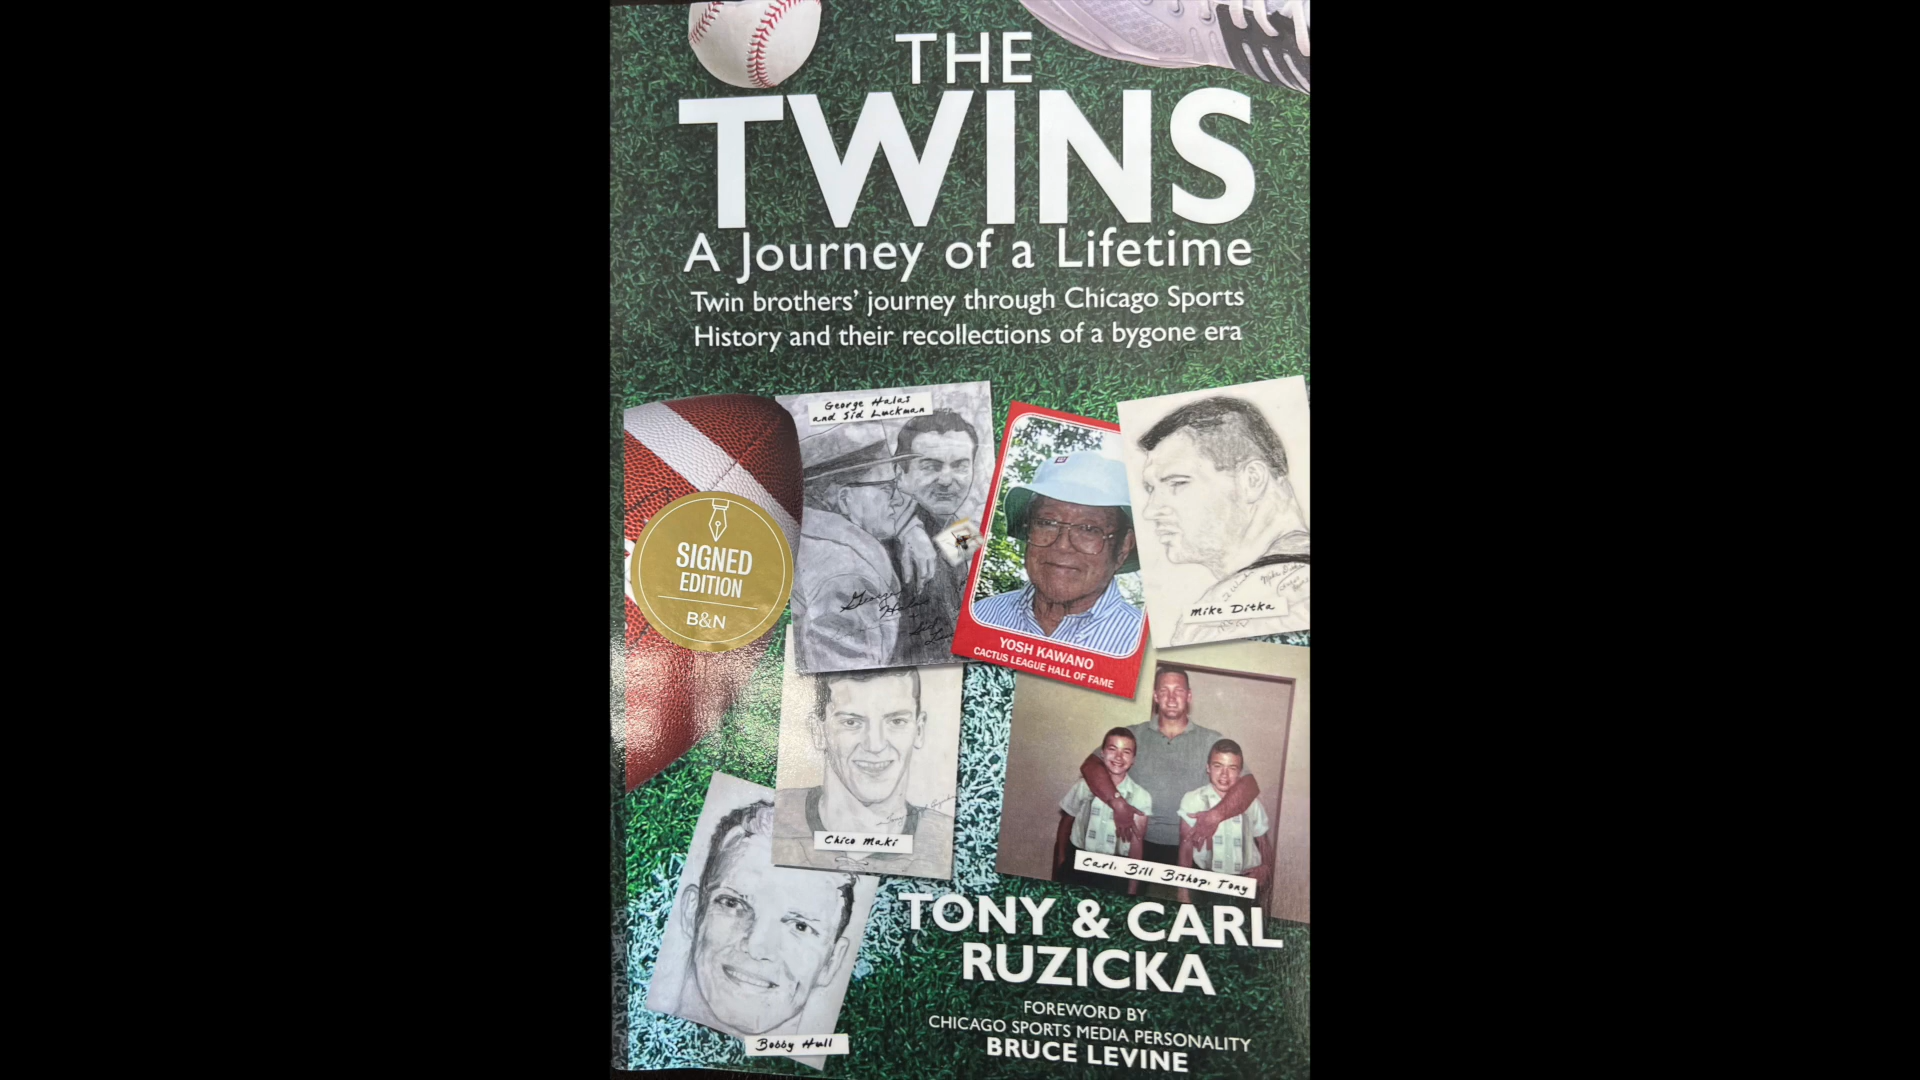 THE
TWINS
A Journey of a Lifetime
Twin brothers' journey through Chicago Sports
History and their recollections of a bygone era
George Halas
and Sid Luckman
SIGNED
EDITION
B&N
George
Halas
YOSH KAWANO
CACTUS LEAGUE HALL OF FAME
Mike Ditka
Chico Maki
Carl, Bill Bishop, Tony
Bobby Hull
TONY & CARL
RUZICKA
FOREWORD BY
CHICAGO SPORTS MEDIA PERSONALITY
BRUCE LEVINE